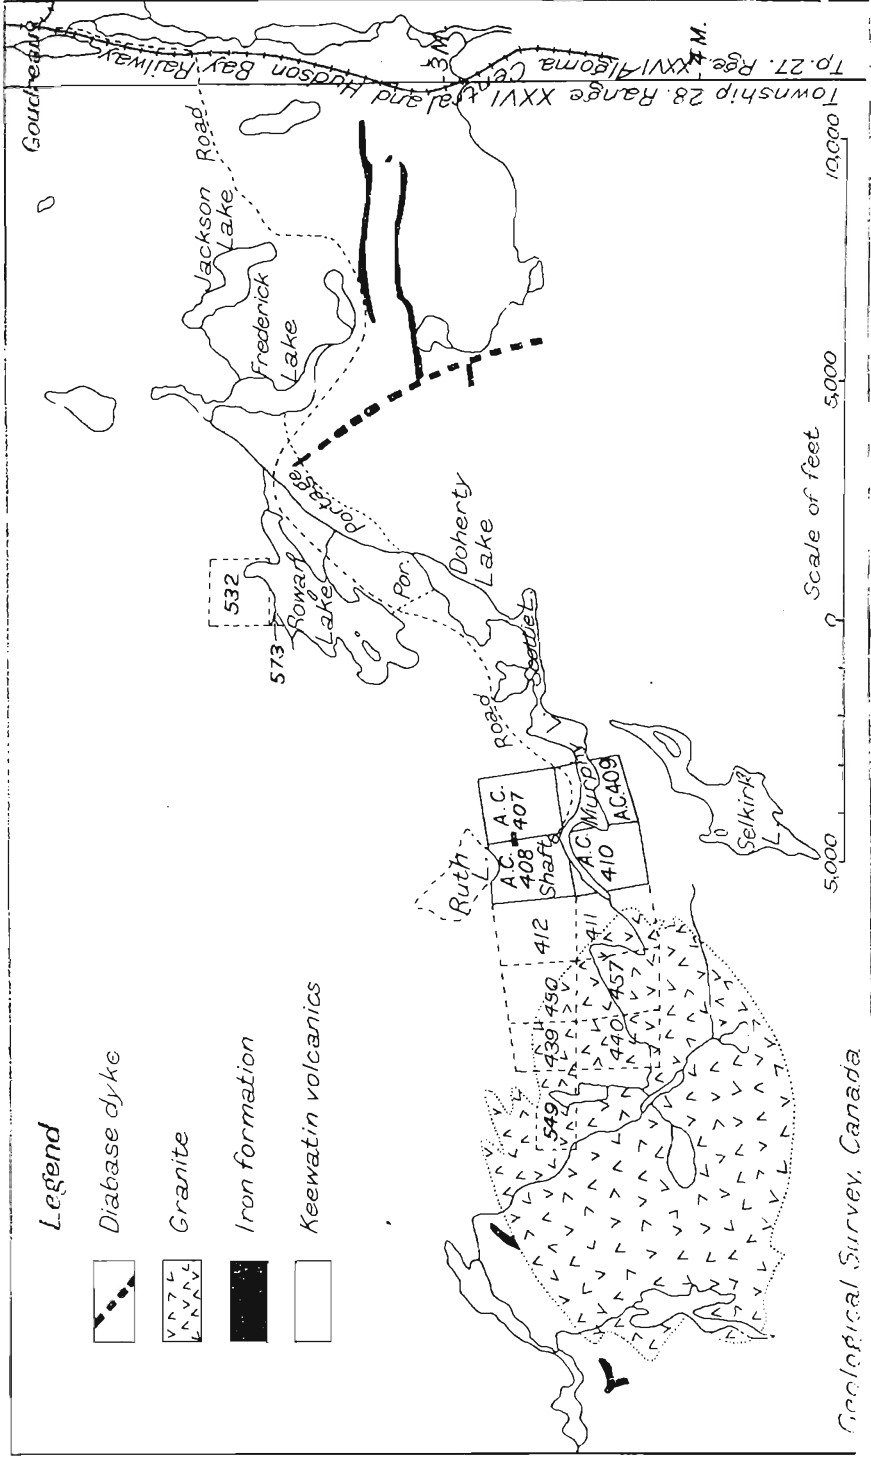 Legend
Diabase dyke
Granite
Iron formation
Keewatin volcanics
Goudreau
Algoma Central and Hudson Bay Railway
3 M.
4 M.
Township 28. Range XXVI
Tp. 27. Rge. XXVI
Jackson
Lake
Road
Frederick
Lake
Portage
532
573
Rowan
Lake
Por.
Doherty
Lake
Road
Ruth
L.
A.C.
407
A.C.
408
Shaft
Murphy
A.C. 409
A.C.
410
412
411
490
457
439
440
549
Selkirk
L.
5,000
0
5,000
10,000
Scale of feet
Geological Survey, Canada